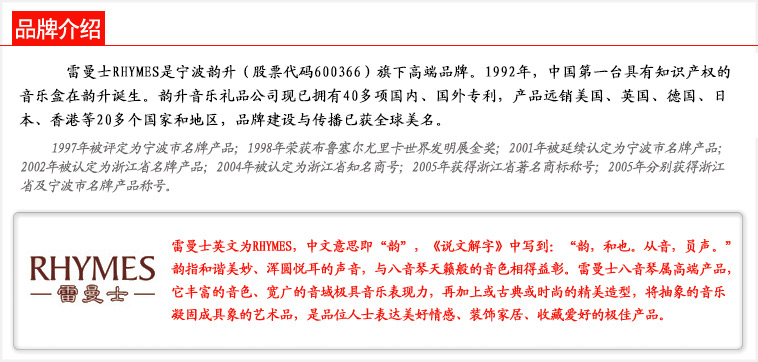 品牌介绍
雷曼士RHYMES是宁波韵升（股票代码600366）旗下高端品牌。1992年，中国第一台具有知识产权的
音乐盒在韵升诞生。韵升音乐礼品公司现已拥有40多项国内、国外专利，产品远销美国、英国、德国、日
本、香港等20多个国家和地区，品牌建设与传播已获全球美名。
1997年被评定为宁波市名牌产品；1998年荣获布鲁塞尔尤里卡世界发明展金奖；2001年被延续认定为宁波市名牌产品；
2002年被认定为浙江省名牌产品；2004年被认定为浙江省知名商号；2005年获得浙江省著名商标称号；2005年分别获得浙江
省及宁波市名牌产品称号。
雷曼士英文为RHYMES，中文意思即“韵”，《说文解字》中写到：“韵，和也。从音，员声。”
韵指和谐美妙、浑圆悦耳的声音，与八音琴天籁般的音色相得益彰。雷曼士八音琴属高端产品，
它丰富的音色、宽广的音域极具音乐表现力，再加上或古典或时尚的精美造型，将抽象的音乐
凝固成具象的艺术品，是品位人士表达美好情感、装饰家居、收藏爱好的极佳产品。
RHYMES
雷曼士